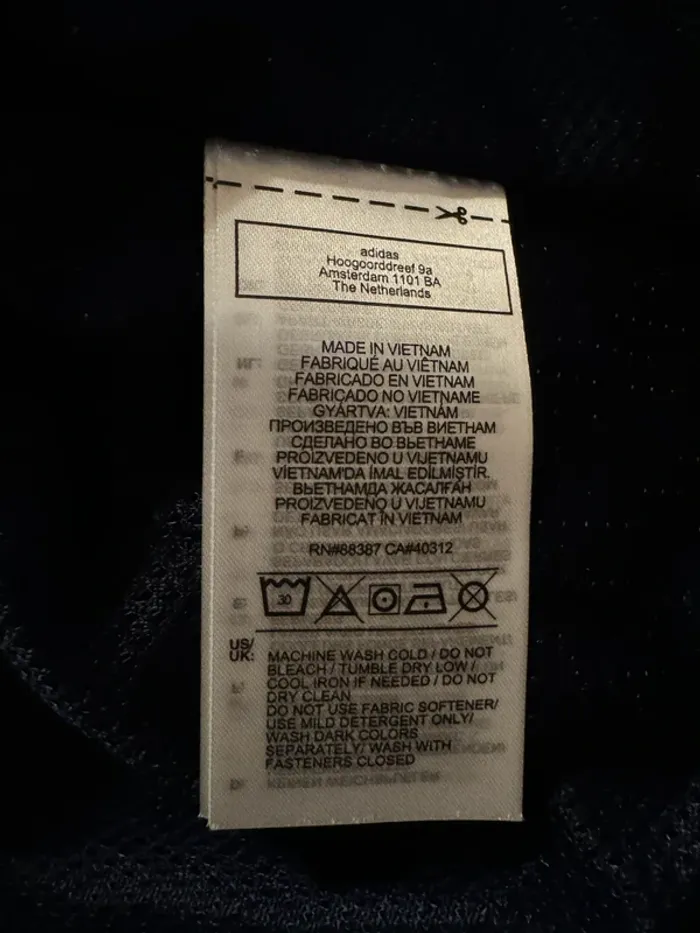 adidas
Hoogoorddreef 9a
Amsterdam 1101 BA
The Netherlands
MADE IN VIETNAM
FABRIQUÉ AU VIÊTNAM
FABRICADO EN VIETNAM
FABRICADO NO VIETNAME
GYÁRTVA: VIETNÁM
ПРОИЗВЕДЕНО ВЪВ ВИЕТНАМ
СДЕЛАНО ВО ВЬЕТНАМЕ
PROIZVEDENO U VIJETNAMU
VİETNAM'DA İMAL EDİLMİŞTİR.
ВЬЕТНАМДА ЖАСАЛҒАН
PROIZVEDENO U VIJETNAMU
FABRICAT ÎN VIETNAM
RN#88387 CA#40312
30
US/
UK:
MACHINE WASH COLD / DO NOT
BLEACH / TUMBLE DRY LOW /
COOL IRON IF NEEDED / DO NOT
DRY CLEAN
DO NOT USE FABRIC SOFTENER/
USE MILD DETERGENT ONLY/
WASH DARK COLORS
SEPARATELY/ WASH WITH
FASTENERS CLOSED